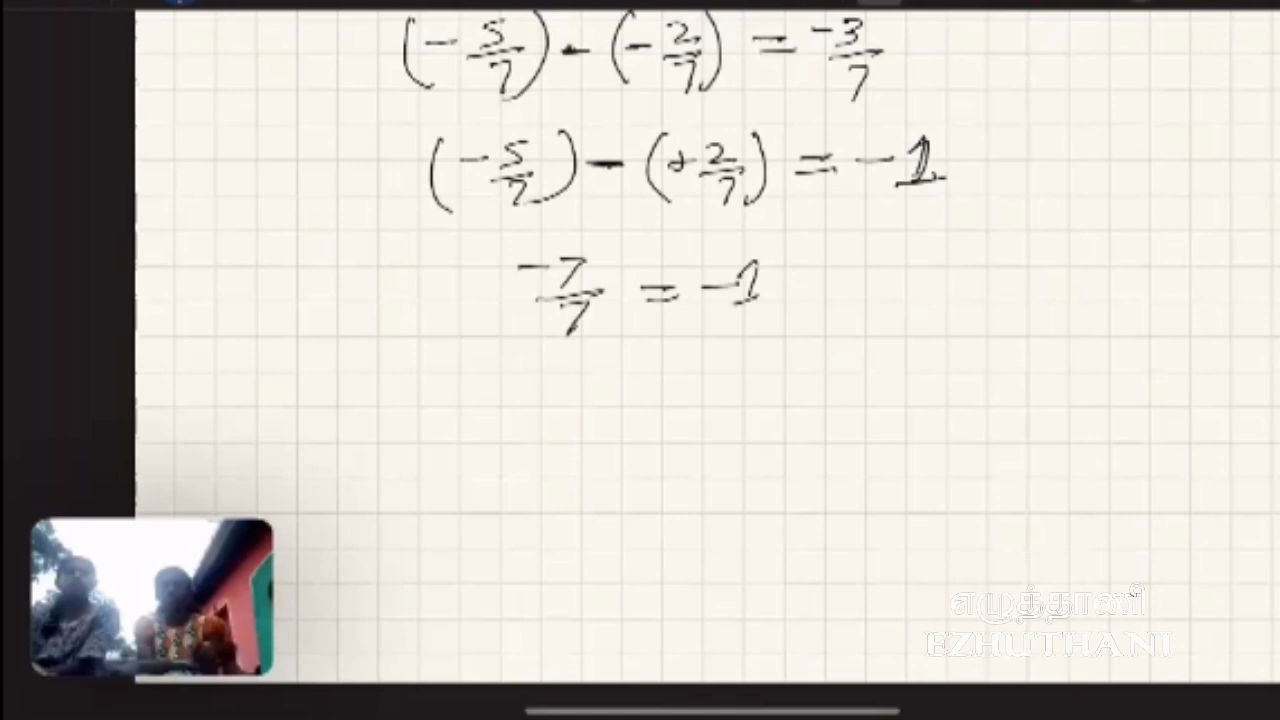 (- 5/7) - (- 2/7) = -3/7
(- 5/7) - (+ 2/7) = -1
-7/7 = -1
எழுத்தாணி
EZHUTHANI